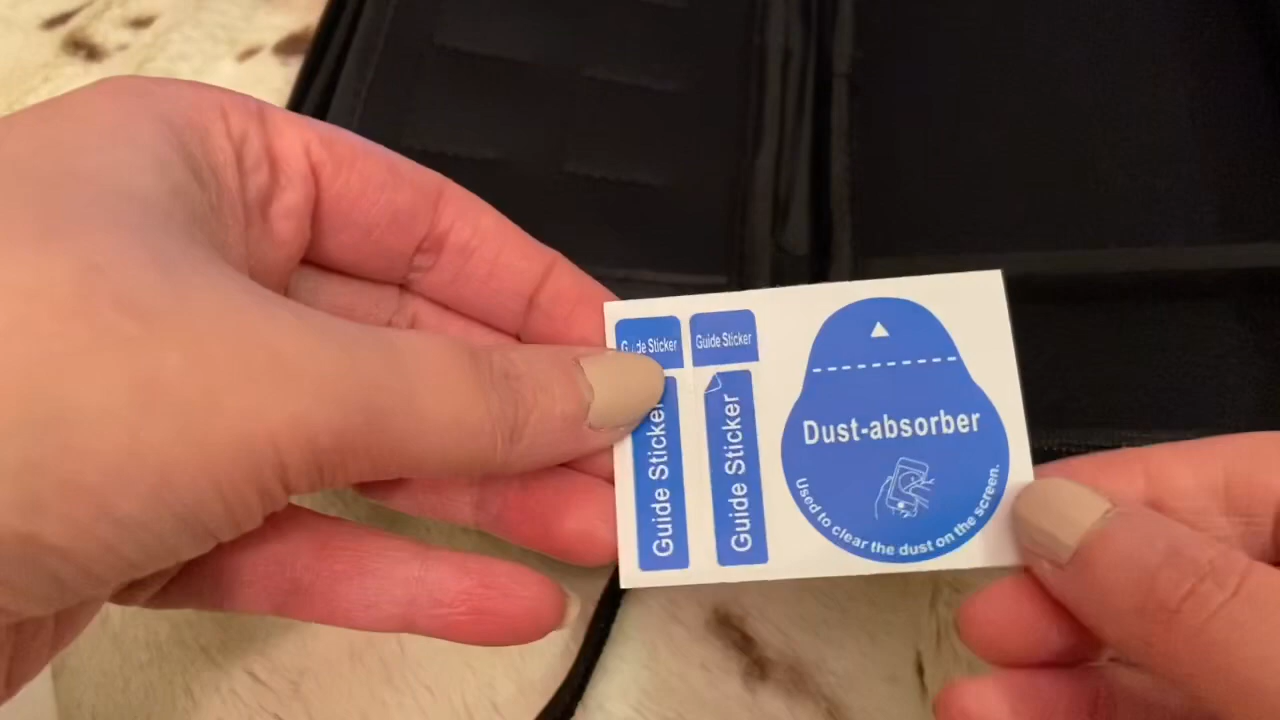 Guide Sticker
Guide Sticker
Guide Sticker
Guide Sticker
Dust-absorber
Used to clear the dust on the screen.